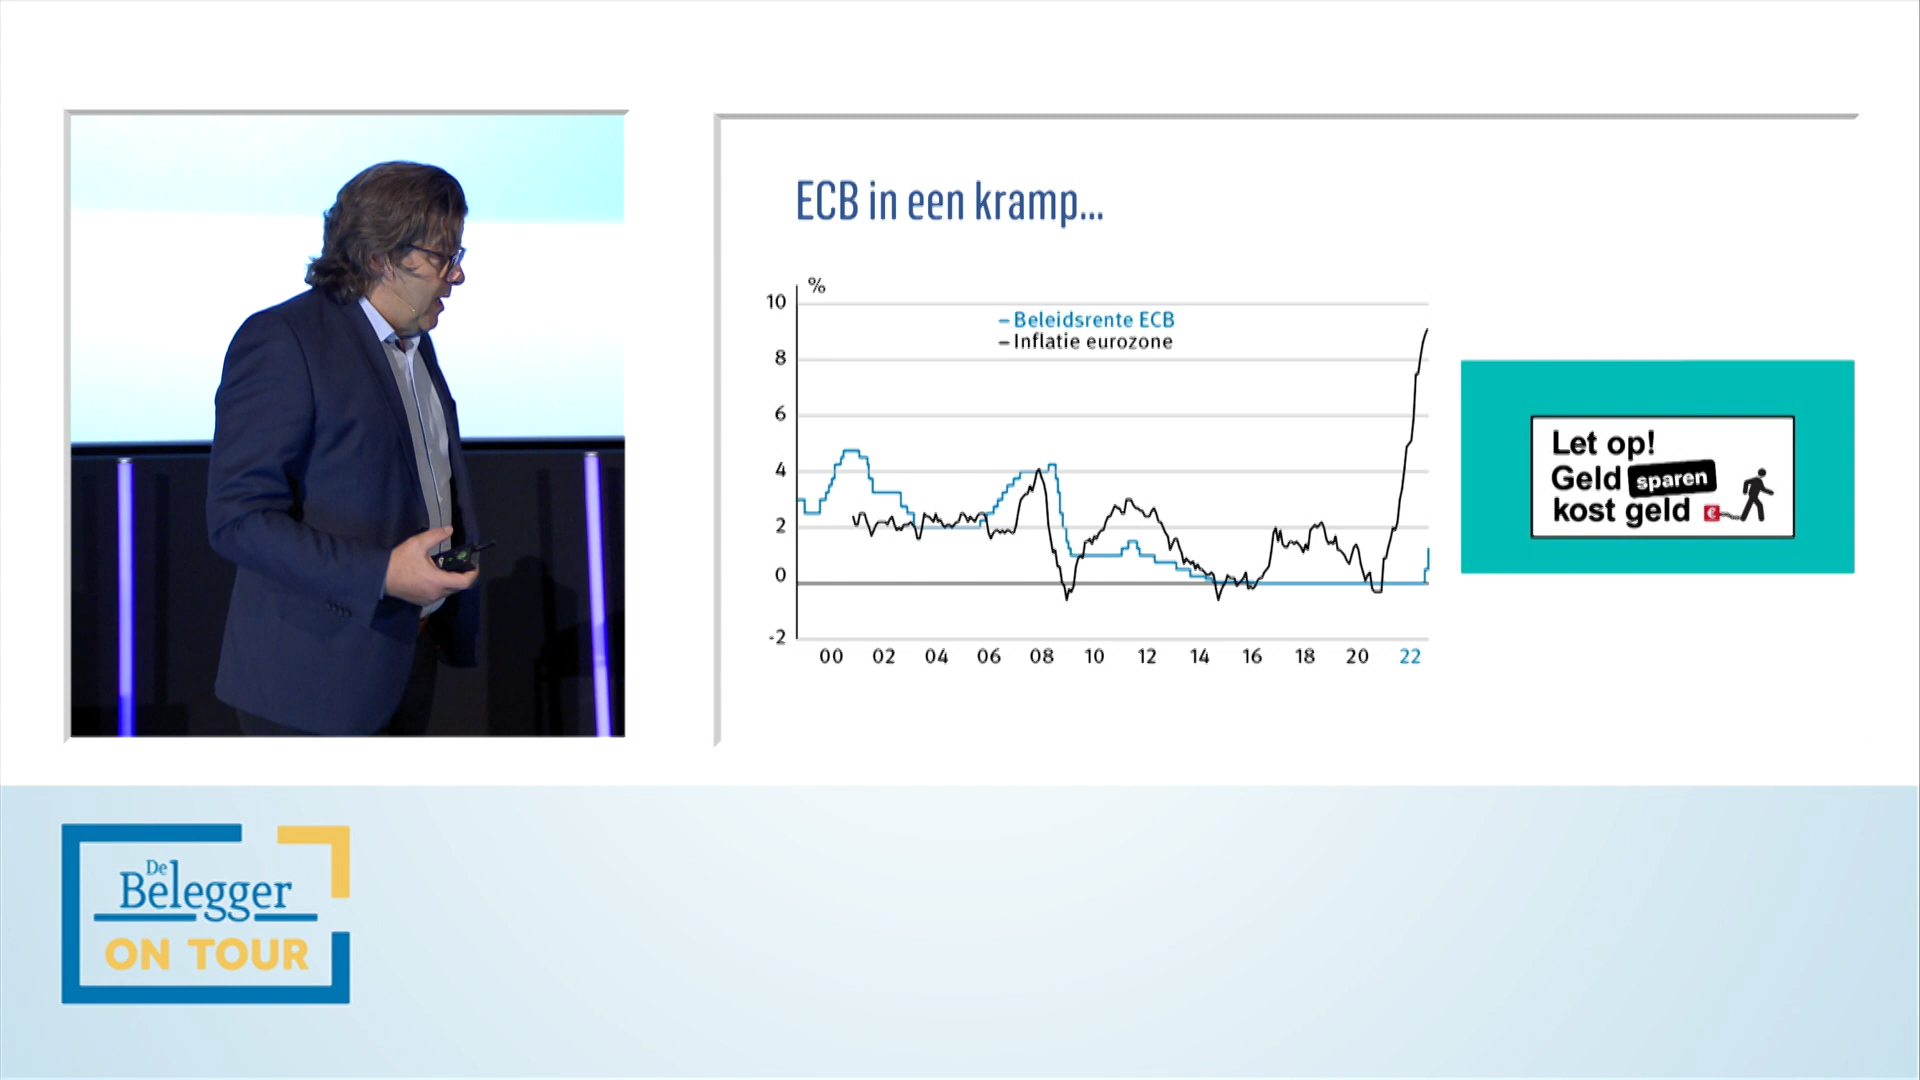 ECB in een kramp...
%
– Beleidsrente ECB
– Inflatie eurozone
10
8
6
4
2
0
-2
00 02 04 06 08 10 12 14 16 18 20 22
Let op!
Geld sparen
kost geld €
De
Belegger
ON TOUR